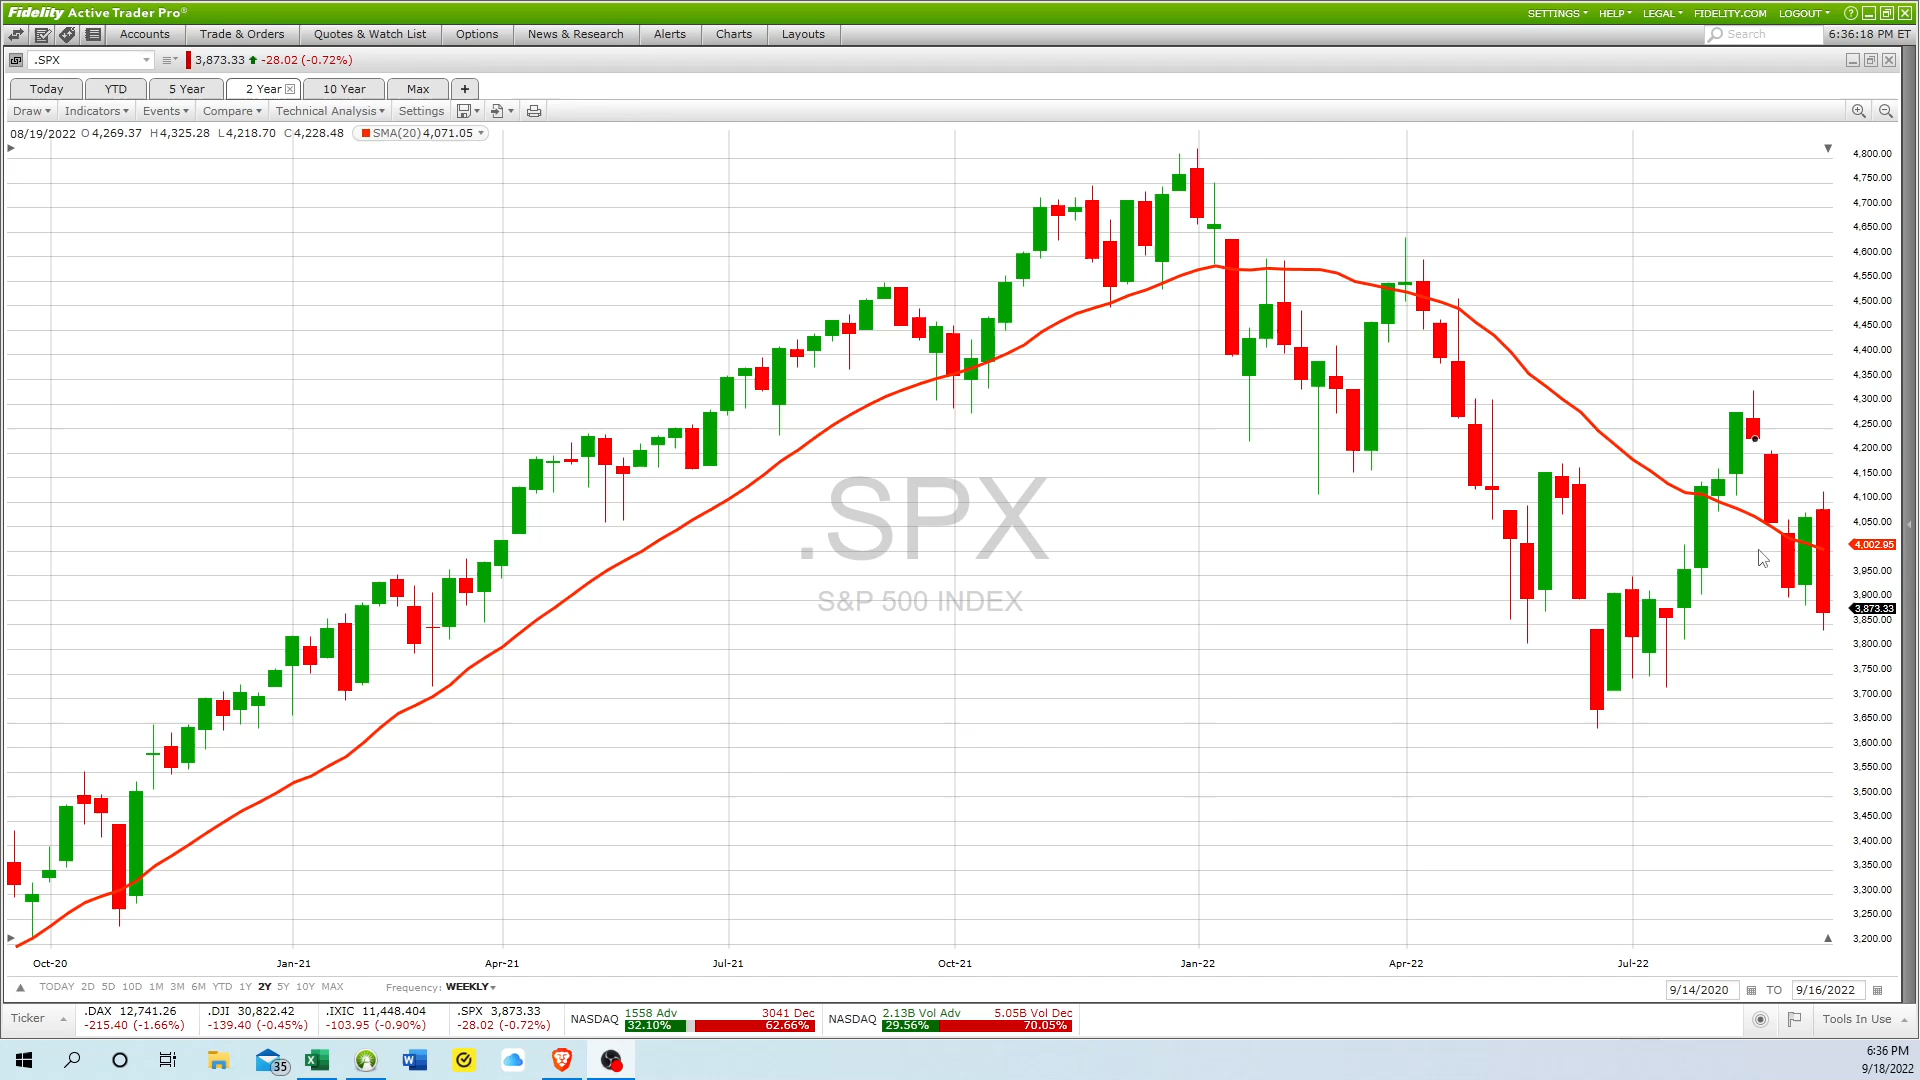 Fidelity Active Trader Pro® SETTINGS HELP LEGAL FIDELITY.COM LOGOUT ?
Accounts Trade & Orders Quotes & Watch List Options News & Research Alerts Charts Layouts Search 6:36:18 PM ET
.SPX 3,873.33 -28.02 (-0.72%)
Today YTD 5 Year 2 Year 10 Year Max +
Draw Indicators Events Compare Technical Analysis Settings
08/19/2022 O 4,269.37 H 4,325.28 L 4,218.70 C 4,228.48 SMA(20) 4,071.05
4,800.00
4,750.00
4,700.00
4,650.00
4,600.00
4,550.00
4,500.00
4,450.00
4,400.00
4,350.00
4,300.00
4,250.00
4,200.00
4,150.00
4,100.00
4,050.00
4,002.95
3,950.00
3,900.00
3,873.33
3,850.00
3,800.00
3,750.00
3,700.00
3,650.00
3,600.00
3,550.00
3,500.00
3,450.00
3,400.00
3,350.00
3,300.00
3,250.00
3,200.00
.SPX
S&P 500 INDEX
Oct-20 Jan-21 Apr-21 Jul-21 Oct-21 Jan-22 Apr-22 Jul-22
TODAY 2D 5D 10D 1M 3M 6M YTD 1Y 2Y 5Y 10Y MAX Frequency: WEEKLY 9/14/2020 TO 9/16/2022
Ticker .DAX 12,741.26 .DJI 30,822.42 .IXIC 11,448.404 .SPX 3,873.33 NASDAQ 1558 Adv 3041 Dec NASDAQ 2.13B Vol Adv 5.05B Vol Dec Tools In Use
-215.40 (-1.66%) -139.40 (-0.45%) -103.95 (-0.90%) -28.02 (-0.72%) 32.10% 62.66% 29.56% 70.05%
35
6:36 PM
9/18/2022